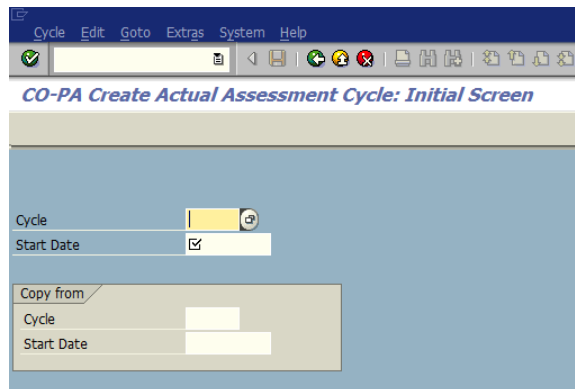 Cycle Edit Goto Extras System Help
CO-PA Create Actual Assessment Cycle: Initial Screen
Cycle
Start Date
Copy from
Cycle
Start Date